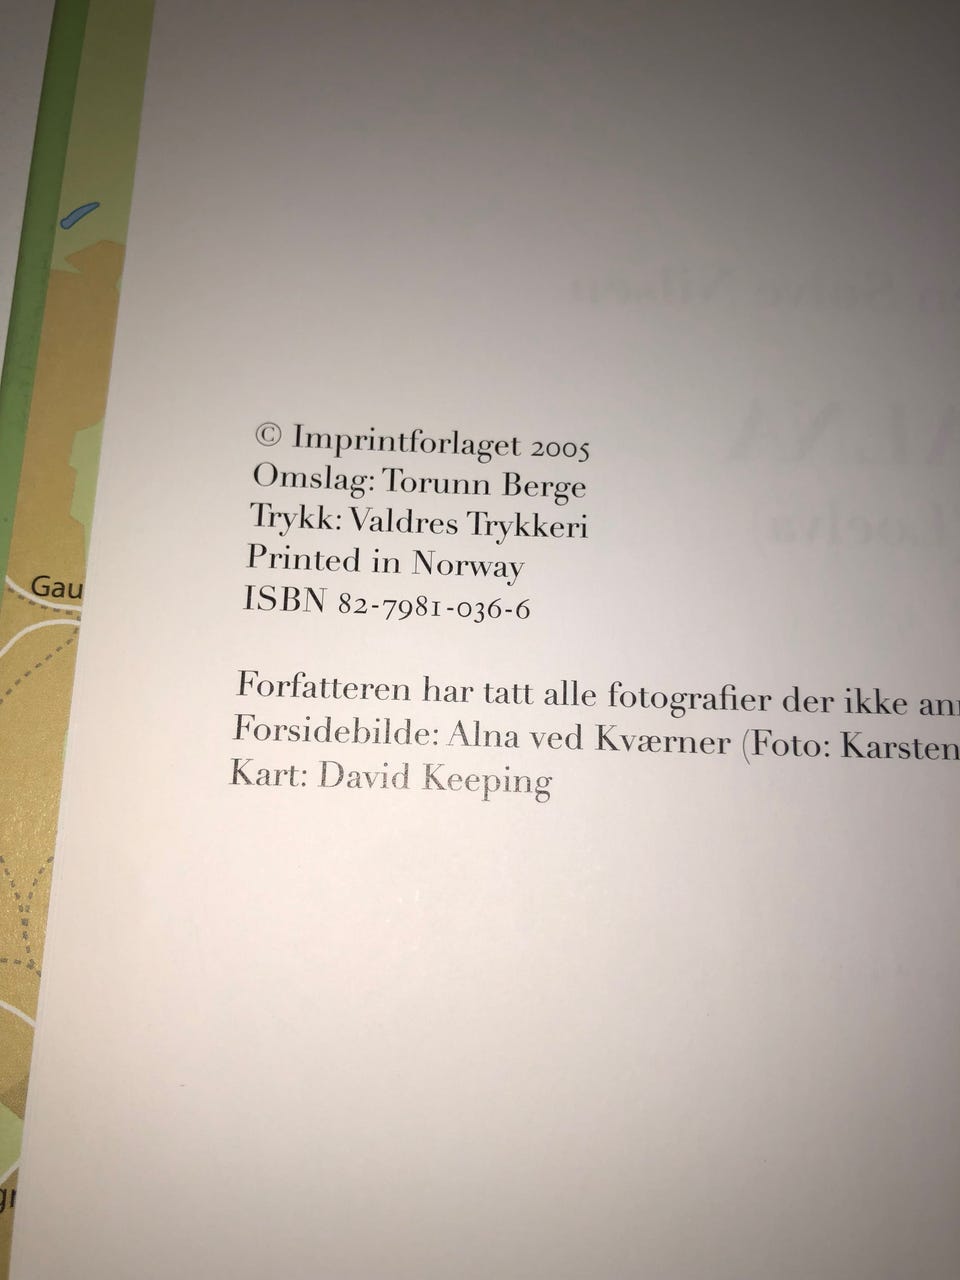 © Imprintforlaget 2005
Omslag: Torunn Berge
Trykk: Valdres Trykkeri
Printed in Norway
ISBN 82-7981-036-6
Forfatteren har tatt alle fotografier der ikke
Forsidebilde: Alna ved Kværner (Foto: Karsten
Kart: David Keeping
Gau